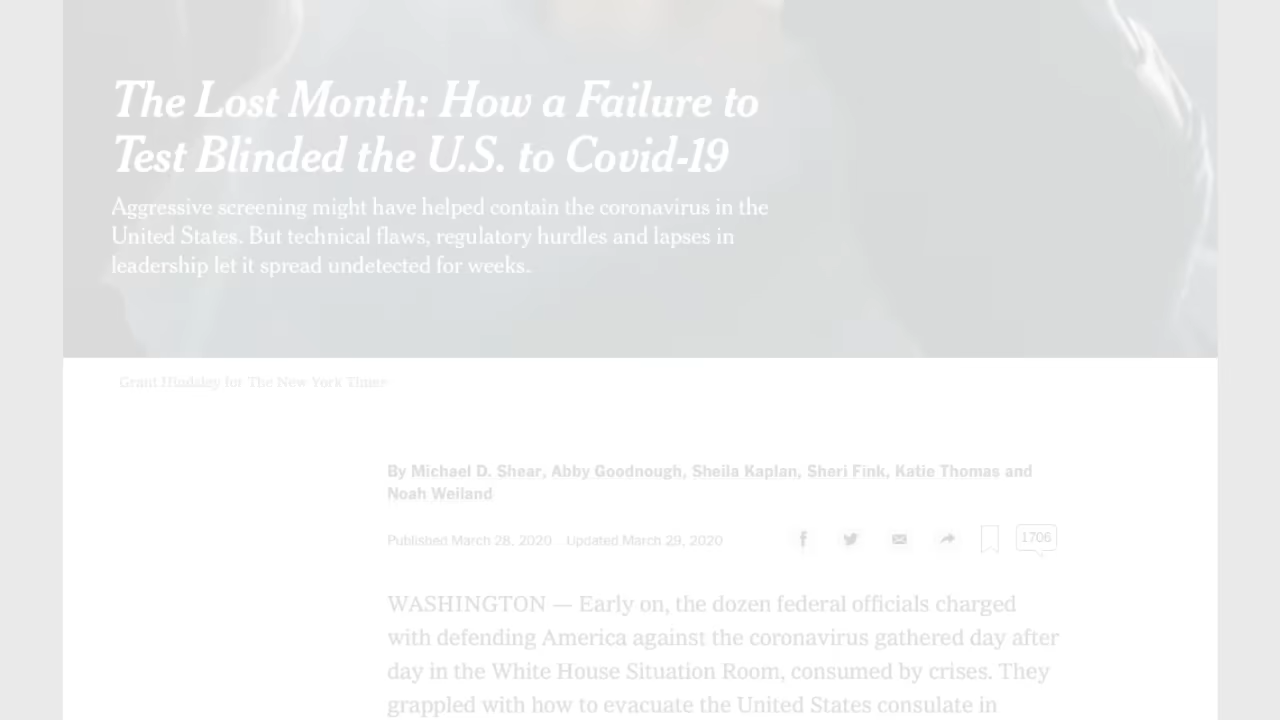 The Lost Month: How a Failure to
Test Blinded the U.S. to Covid-19
Aggressive screening might have helped contain the coronavirus in the
United States. But technical flaws, regulatory hurdles and lapses in
leadership let it spread undetected for weeks.
Grant Hindsley for The New York Times
By Michael D. Shear, Abby Goodnough, Sheila Kaplan, Sheri Fink, Katie Thomas and
Noah Weiland
Published March 28, 2020 Updated March 29, 2020 1706
WASHINGTON — Early on, the dozen federal officials charged
with defending America against the coronavirus gathered day after
day in the White House Situation Room, consumed by crises. They
grappled with how to evacuate the United States consulate in